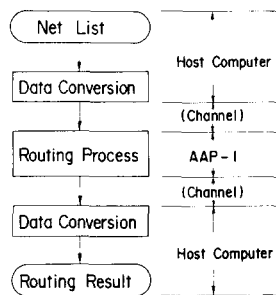 Net List
Host Computer
Data Conversion
(Channel)
Routing Process
AAP-1
(Channel)
Data Conversion
Host Computer
Routing Result